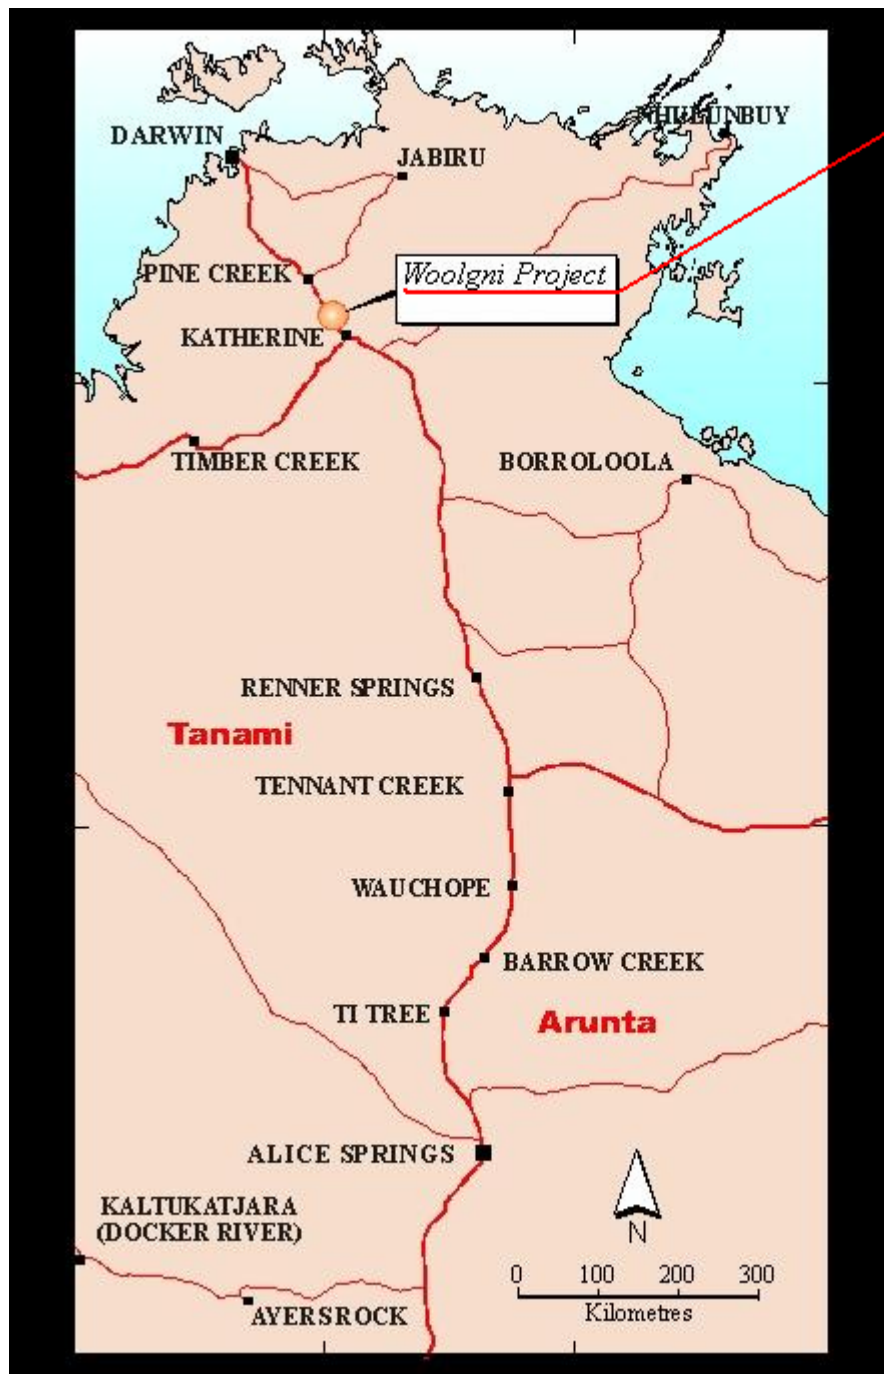 NHULUNBUY
DARWIN
JABIRU
PINE CREEK
Woolgni Project
KATHERINE
TIMBER CREEK
BORROLOOLA
RENNER SPRINGS
Tanami
TENNANT CREEK
WAUCHOPE
BARROW CREEK
TI TREE
Arunta
ALICE SPRINGS
KALTUKATJARA
(DOCKER RIVER)
N
0 100 200 300
Kilometres
AYERSROCK